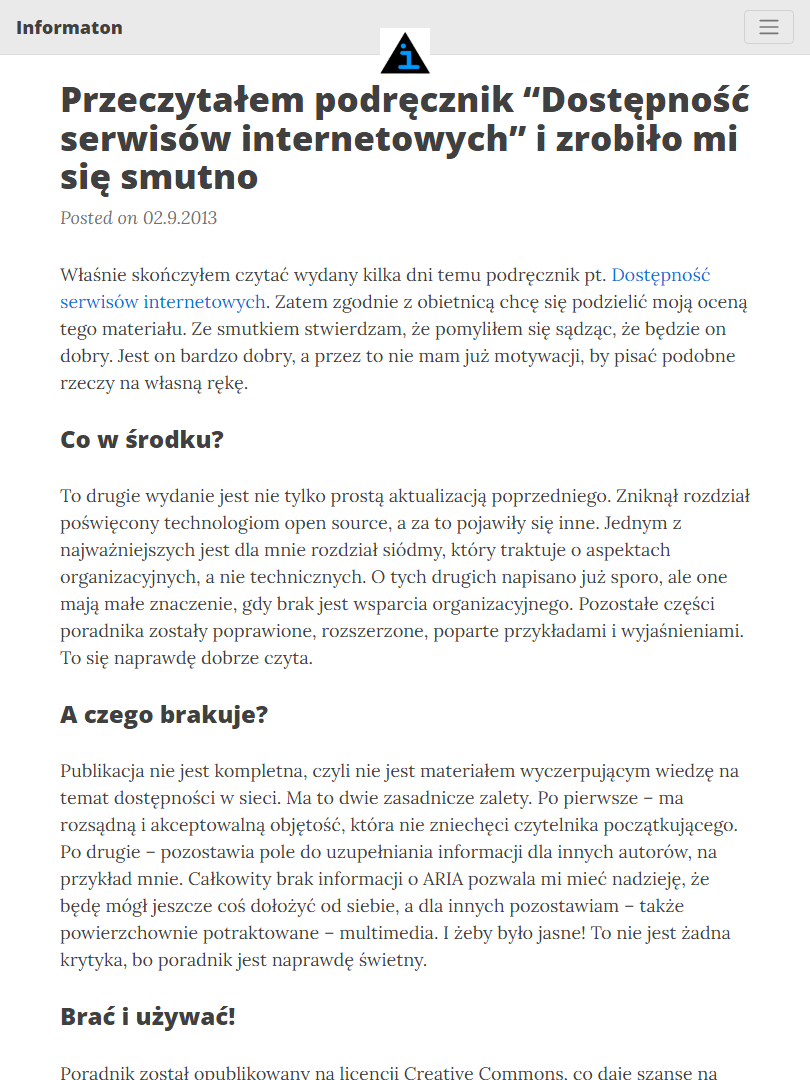 Informaton
Przeczytałem podręcznik “Dostępność
serwisów internetowych” i zrobiło mi
się smutno
Posted on 02.9.2013
Właśnie skończyłem czytać wydany kilka dni temu podręcznik pt. Dostępność
serwisów internetowych. Zatem zgodnie z obietnicą chcę się podzielić moją oceną
tego materiału. Ze smutkiem stwierdzam, że pomyliłem się sądząc, że będzie on
dobry. Jest on bardzo dobry, a przez to nie mam już motywacji, by pisać podobne
rzeczy na własną rękę.
Co w środku?
To drugie wydanie jest nie tylko prostą aktualizacją poprzedniego. Zniknął rozdział
poświęcony technologiom open source, a za to pojawiły się inne. Jednym z
najważniejszych jest dla mnie rozdział siódmy, który traktuje o aspektach
organizacyjnych, a nie technicznych. O tych drugich napisano już sporo, ale one
mają małe znaczenie, gdy brak jest wsparcia organizacyjnego. Pozostałe części
poradnika zostały poprawione, rozszerzone, poparte przykładami i wyjaśnieniami.
To się naprawdę dobrze czyta.
A czego brakuje?
Publikacja nie jest kompletna, czyli nie jest materiałem wyczerpującym wiedzę na
temat dostępności w sieci. Ma to dwie zasadnicze zalety. Po pierwsze – ma
rozsądną i akceptowalną objętość, która nie zniechęci czytelnika początkującego.
Po drugie – pozostawia pole do uzupełniania informacji dla innych autorów, na
przykład mnie. Całkowity brak informacji o ARIA pozwala mi mieć nadzieję, że
będę mógł jeszcze coś dołożyć od siebie, a dla innych pozostawiam – także
powierzchownie potraktowane – multimedia. I żeby było jasne! To nie jest żadna
krytyka, bo poradnik jest naprawdę świetny.
Brać i używać!
Poradnik został opublikowany na licencji Creative Commons, co daje szansę na